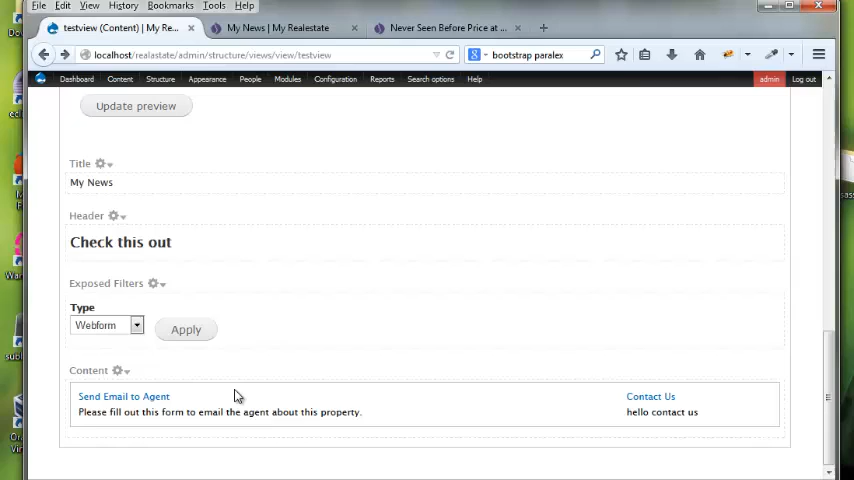 File Edit View History Bookmarks Tools Help
testview (Content) | My Re... × My News | My Realestate × Never Seen Before Price at ... × +
localhost/realastate/admin/structure/views/view/testview bootstrap paralex
Dashboard Content Structure Appearance People Modules Configuration Reports Search options Help admin Log out
Update preview
Title
My News
Header
Check this out
Exposed Filters
Type
Webform Apply
Content
Send Email to Agent Contact Us
Please fill out this form to email the agent about this property. hello contact us